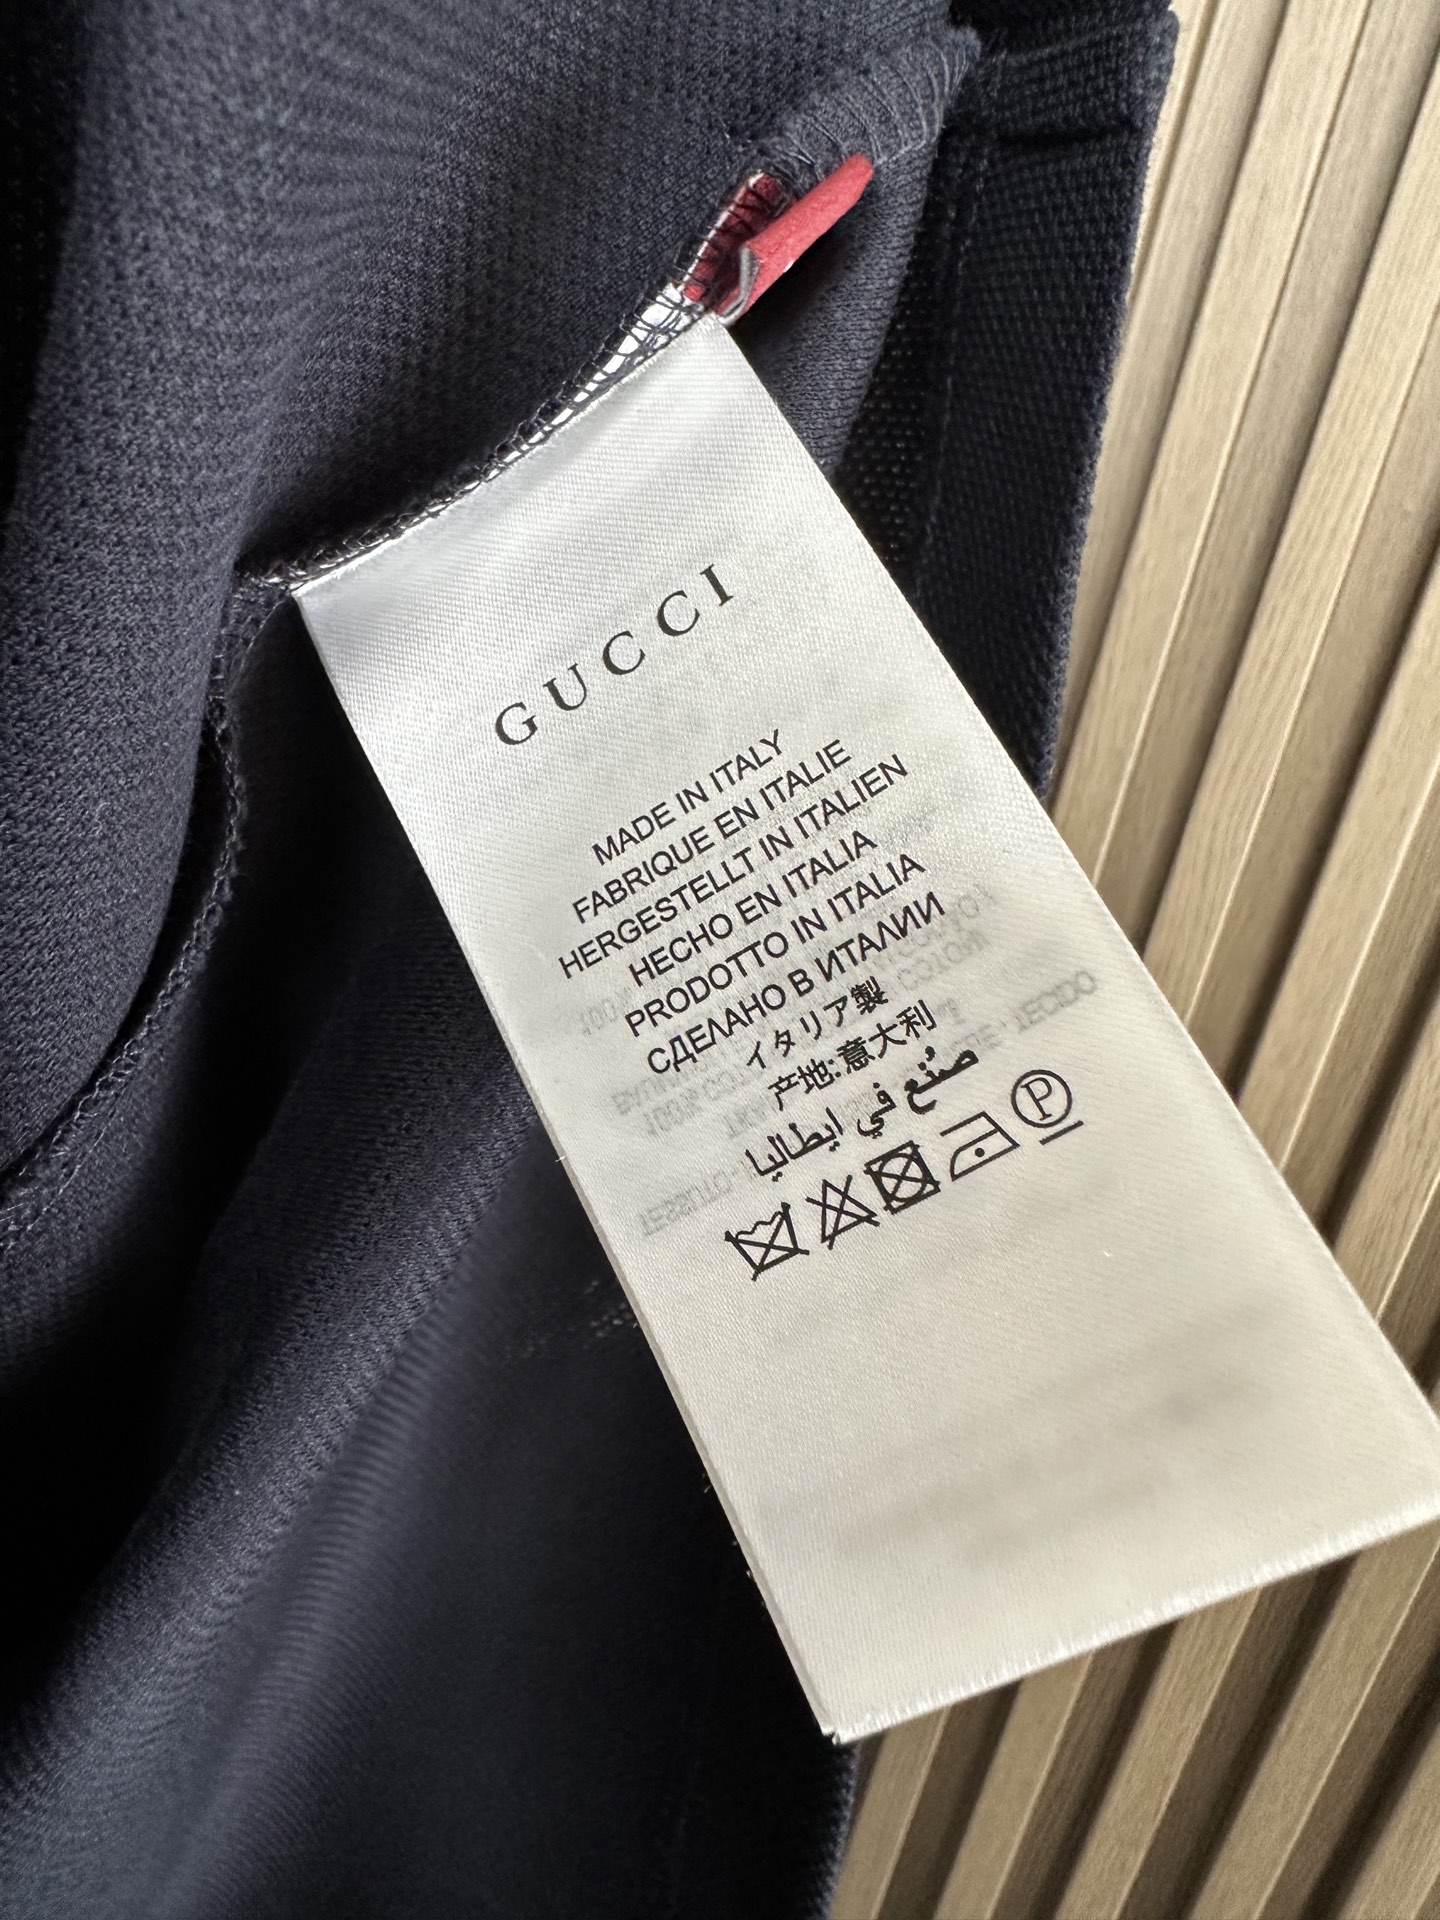 GUCCI
MADE IN ITALY
FABRIQUE EN ITALIE
HERGESTELLT IN ITALIEN
HECHO EN ITALIA
PRODOTTO IN ITALIA
СДЕЛАНО В ИТАЛИИ
イタリア製
产地:意大利
صُنع في ايطاليا
P